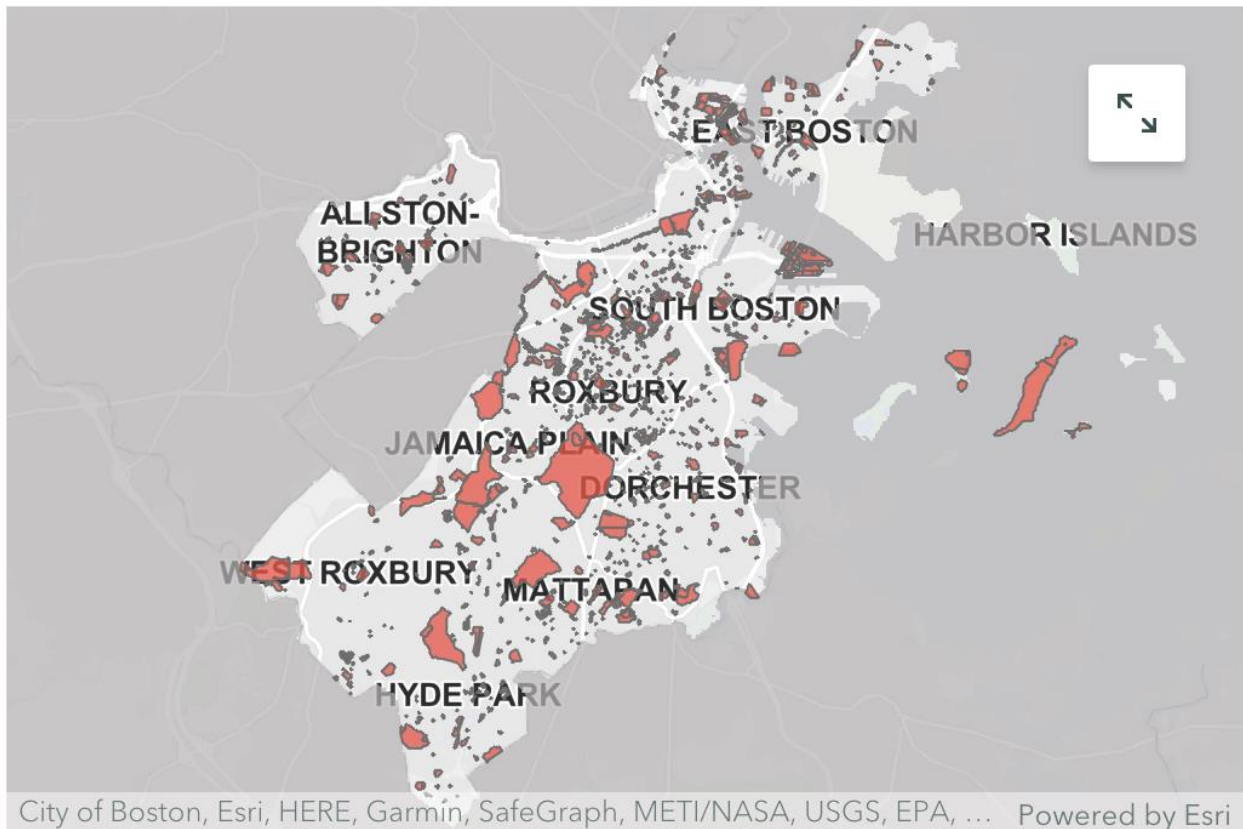 EAST BOSTON
ALLSTON-
BRIGHTON
HARBOR ISLANDS
SOUTH BOSTON
ROXBURY
JAMAICA PLAIN
DORCHESTER
WEST ROXBURY
MATTAPAN
HYDE PARK
City of Boston, Esri, HERE, Garmin, SafeGraph, METI/NASA, USGS, EPA, ... Powered by Esri